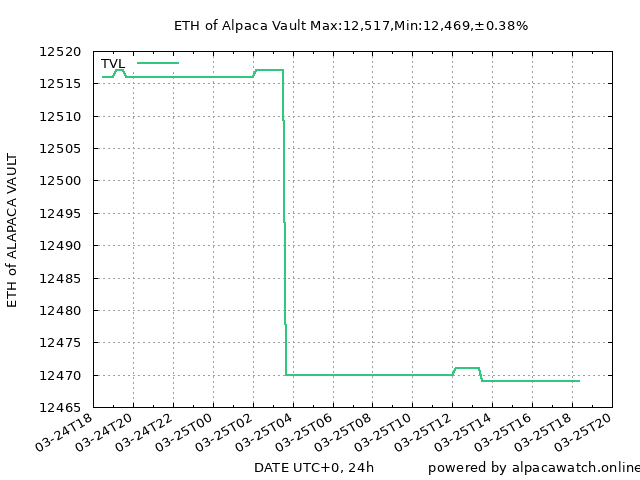 ETH of Alpaca Vault Max:12,517,Min:12,469,±0.38%
ETH of ALAPACA VAULT
TVL
12520
12515
12510
12505
12500
12495
12490
12485
12480
12475
12470
12465
03-24T18
03-24T20
03-24T22
03-25T00
03-25T02
03-25T04
03-25T06
03-25T08
03-25T10
03-25T12
03-25T14
03-25T16
03-25T18
03-25T20
DATE UTC+0, 24h
powered by alpacawatch.online